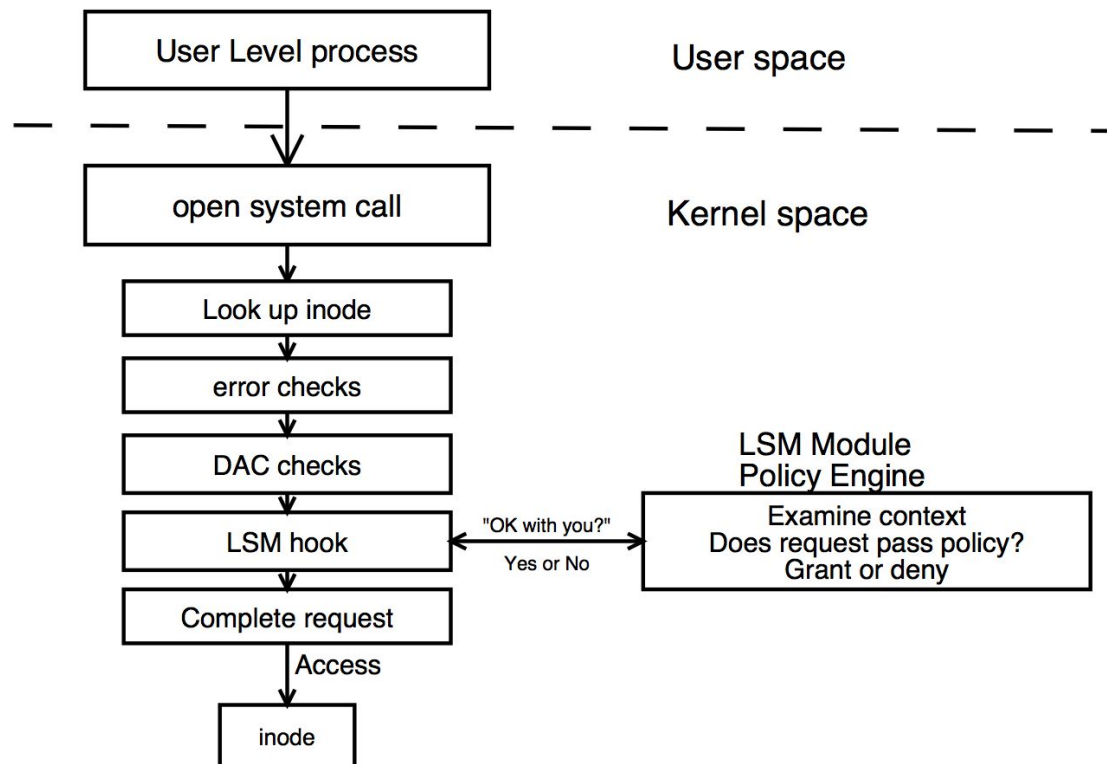 User Level process
User space
open system call
Kernel space
Look up inode
error checks
DAC checks
LSM Module
Policy Engine
LSM hook
"OK with you?"
Yes or No
Examine context
Does request pass policy?
Grant or deny
Complete request
Access
inode